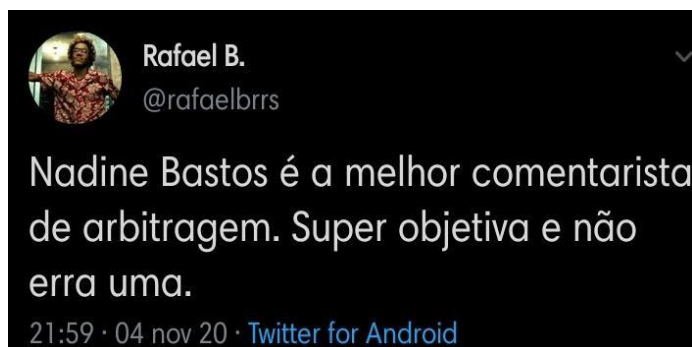 Rafael B.
@rafaelbrrs
Nadine Bastos é a melhor comentarista
de arbitragem. Super objetiva e não
erra uma.
21:59 · 04 nov 20 · Twitter for Android